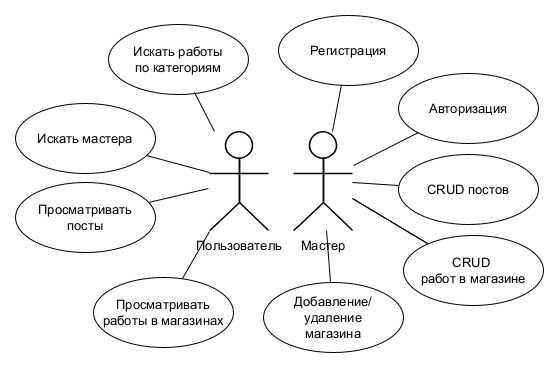 Искать работы
по категориям
Регистрация
Искать мастера
Авторизация
Просматривать
посты
CRUD постов
Пользователь
Мастер
CRUD
работ в магазине
Просматривать
работы в магазинах
Добавление/
удаление
магазина